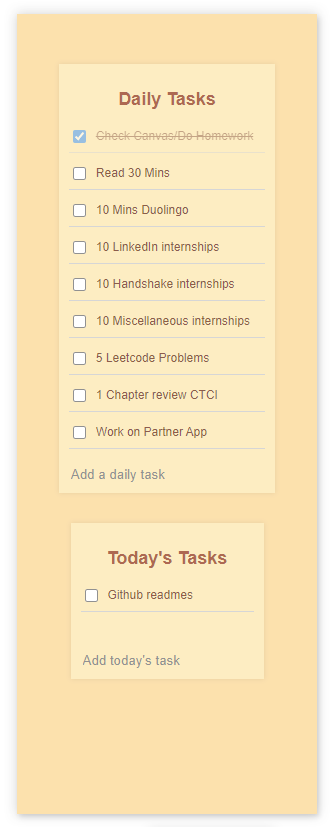 Daily Tasks
Check Canvas/Do Homework
Read 30 Mins
10 Mins Duolingo
10 LinkedIn internships
10 Handshake internships
10 Miscellaneous internships
5 Leetcode Problems
1 Chapter review CTCI
Work on Partner App
Add a daily task
Today's Tasks
Github readmes
Add today's task